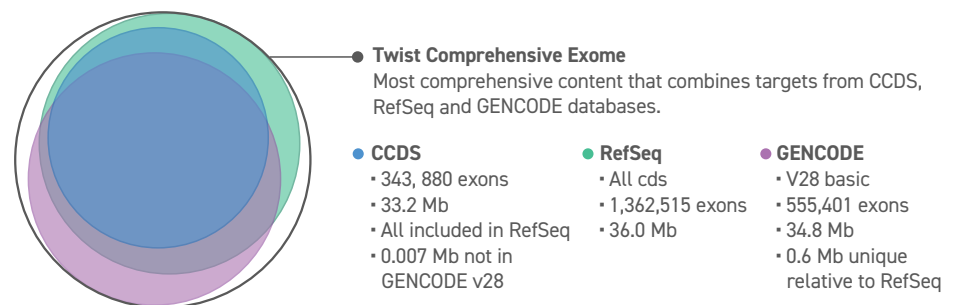 Twist Comprehensive Exome
Most comprehensive content that combines targets from CCDS,
RefSeq and GENCODE databases.
CCDS
▪ 343, 880 exons
▪ 33.2 Mb
▪ All included in RefSeq
▪ 0.007 Mb not in
GENCODE v28
RefSeq
▪ All cds
▪ 1,362,515 exons
▪ 36.0 Mb
GENCODE
▪ V28 basic
▪ 555,401 exons
▪ 34.8 Mb
▪ 0.6 Mb unique
relative to RefSeq